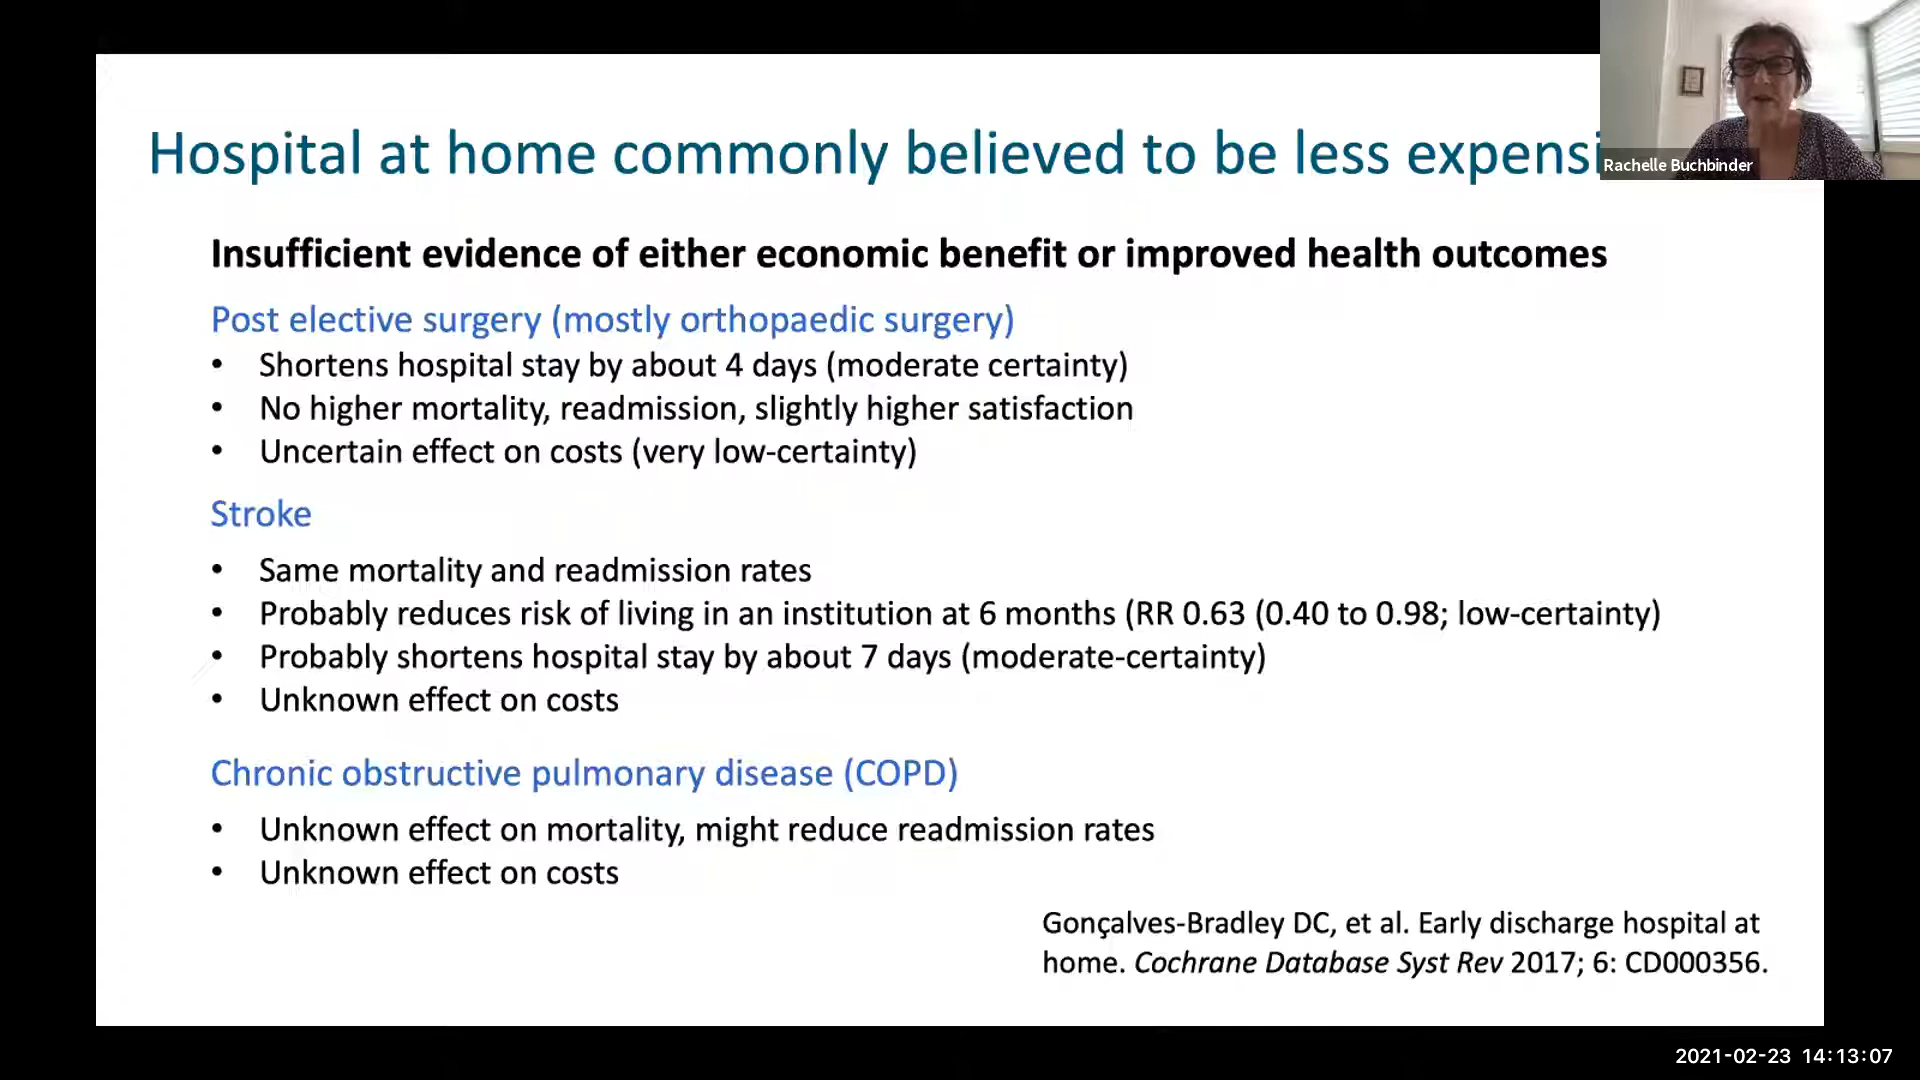 Hospital at home commonly believed to be less expensi
Rachelle Buchbinder
Insufficient evidence of either economic benefit or improved health outcomes
Post elective surgery (mostly orthopaedic surgery)
• Shortens hospital stay by about 4 days (moderate certainty)
• No higher mortality, readmission, slightly higher satisfaction
• Uncertain effect on costs (very low-certainty)
Stroke
• Same mortality and readmission rates
• Probably reduces risk of living in an institution at 6 months (RR 0.63 (0.40 to 0.98; low-certainty)
• Probably shortens hospital stay by about 7 days (moderate-certainty)
• Unknown effect on costs
Chronic obstructive pulmonary disease (COPD)
• Unknown effect on mortality, might reduce readmission rates
• Unknown effect on costs
Gonçalves-Bradley DC, et al. Early discharge hospital at
home. Cochrane Database Syst Rev 2017; 6: CD000356.
2021-02-23 14:13:07